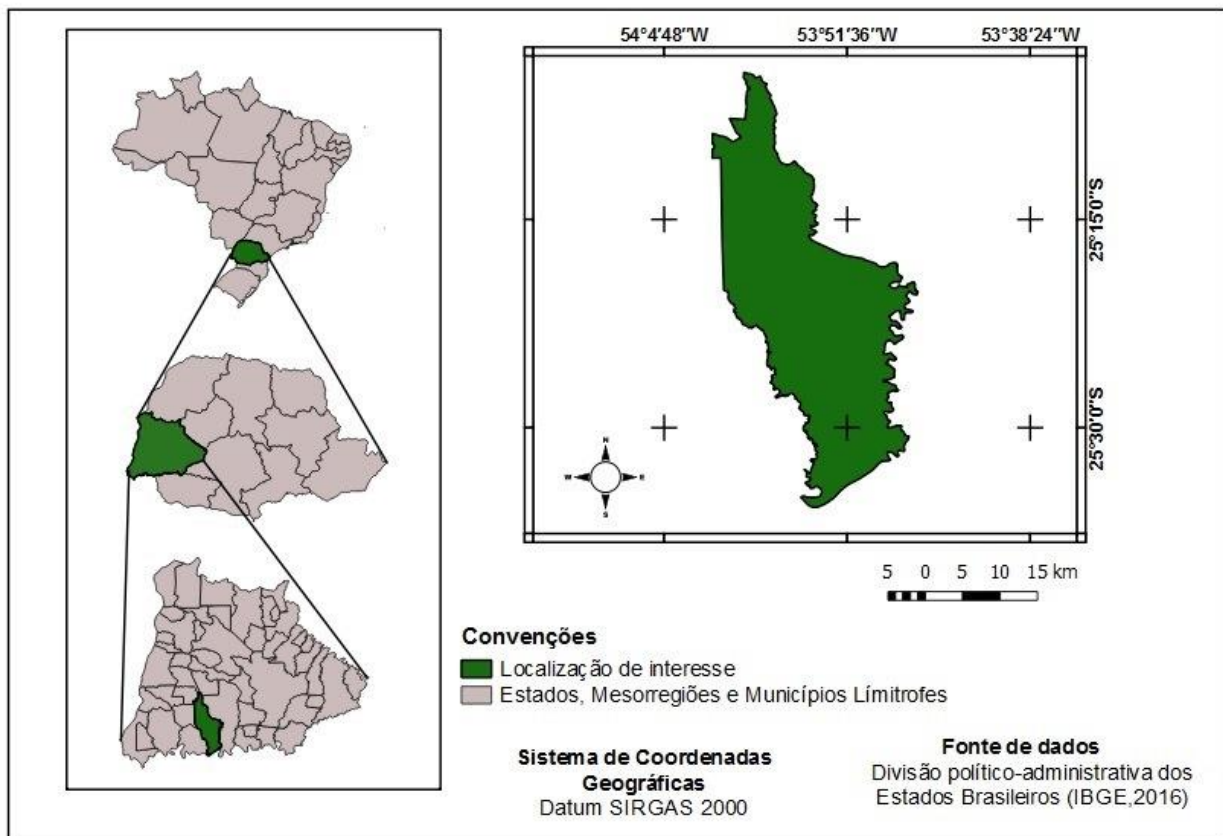 54°4'48"W 53°51'36"W 53°38'24"W
25°15'0"S
25°30'0"S
N
W E
S
5 0 5 10 15 km
Convenções
Localização de interesse
Estados, Mesorregiões e Municípios Límitrofes
Sistema de Coordenadas
Geográficas
Datum SIRGAS 2000
Fonte de dados
Divisão político-administrativa dos
Estados Brasileiros (IBGE,2016)